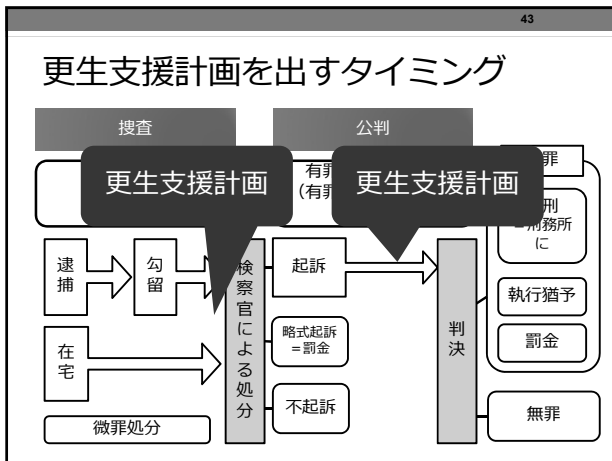 43
更生支援計画を出すタイミング
捜査
公判
更生支援計画
有罪
(有罪
更生支援計画
罪
刑
刑務所
に
逮捕
勾留
検察官による処分
起訴
執行猶予
在宅
略式起訴
=罰金
判決
罰金
不起訴
無罪
微罪処分